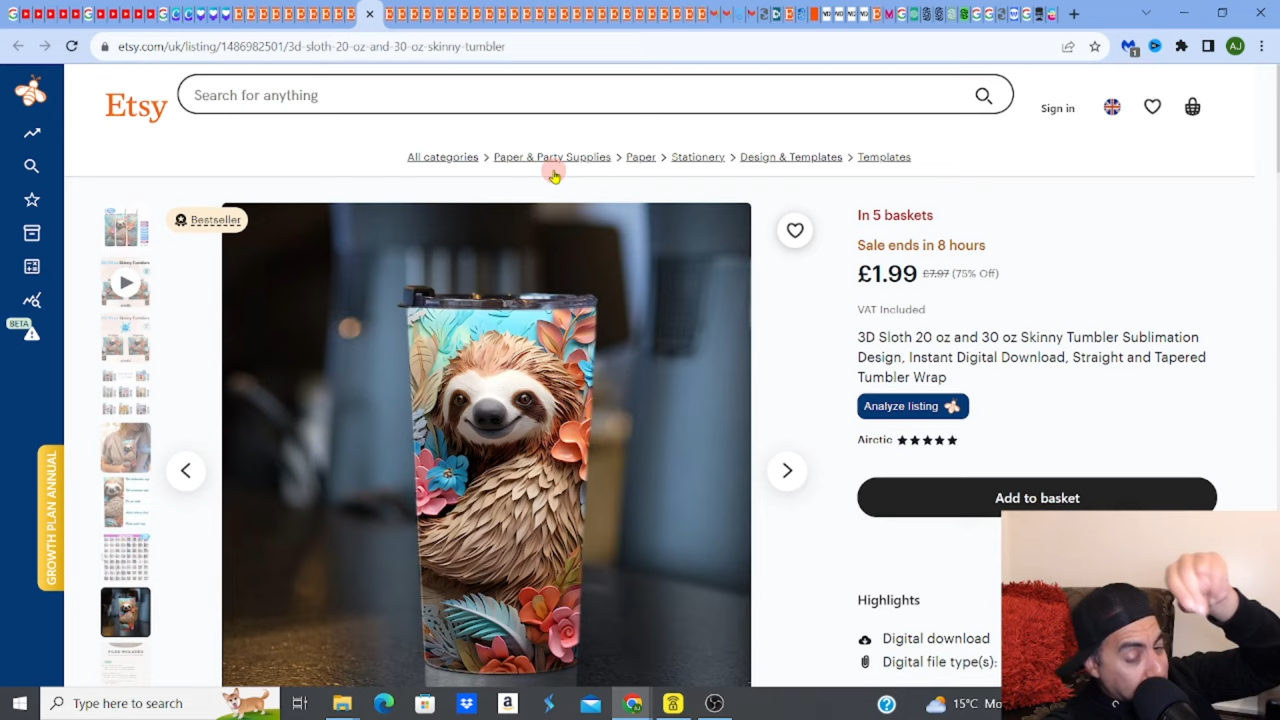 etsy.com/uk/listing/1486982501/3d-sloth-20-oz-and-30-oz-skinny-tumbler
1
AJ
Etsy
Search for anything
Sign in
All categories > Paper & Party Supplies > Paper > Stationery > Design & Templates > Templates
Bestseller
In 5 baskets
Sale ends in 8 hours
£1.99 £7.97 (75% Off)
VAT Included
3D Sloth 20 oz and 30 oz Skinny Tumbler Sublimation
Design, Instant Digital Download, Straight and Tapered
Tumbler Wrap
Analyze listing
Airctic ★★★★★
Add to basket
Highlights
Digital download
Digital file type(s):
BETA
GROWTH PLAN ANNUAL
Type here to search
15°C